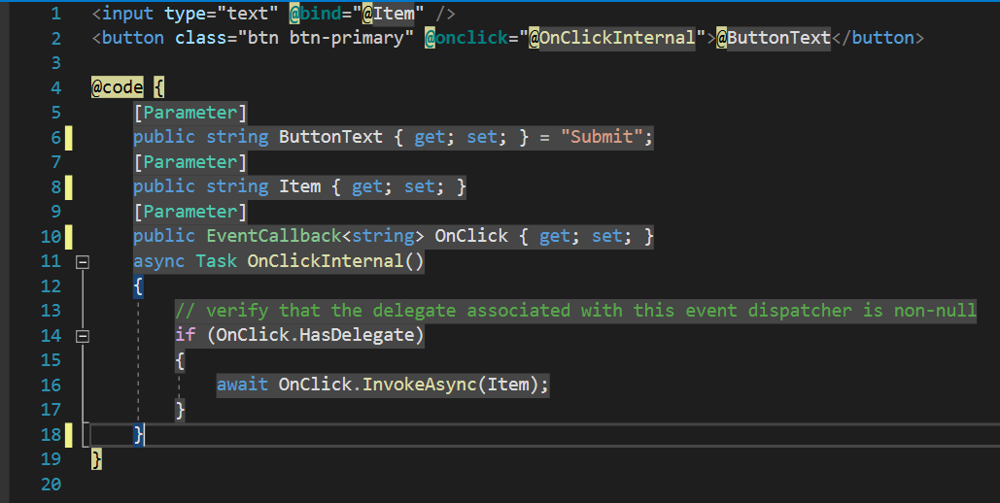 1 <input type="text" @bind="@Item" />
2 <button class="btn btn-primary" @onclick="@OnClickInternal">@ButtonText</button>
3
4 @code {
5     [Parameter]
6     public string ButtonText { get; set; } = "Submit";
7     [Parameter]
8     public string Item { get; set; }
9     [Parameter]
10     public EventCallback<string> OnClick { get; set; }
11     async Task OnClickInternal()
12     {
13         // verify that the delegate associated with this event dispatcher is non-null
14         if (OnClick.HasDelegate)
15         {
16             await OnClick.InvokeAsync(Item);
17         }
18     }
19 }
20